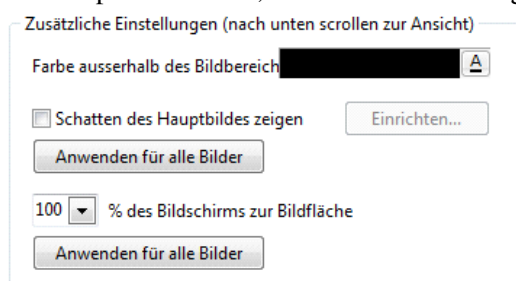 Zusätzliche Einstellungen (nach unten scrollen zur Ansicht)
Farbe ausserhalb des Bildbereich A
Schatten des Hauptbildes zeigen Einrichten...
Anwenden für alle Bilder
100 % des Bildschirms zur Bildfläche
Anwenden für alle Bilder